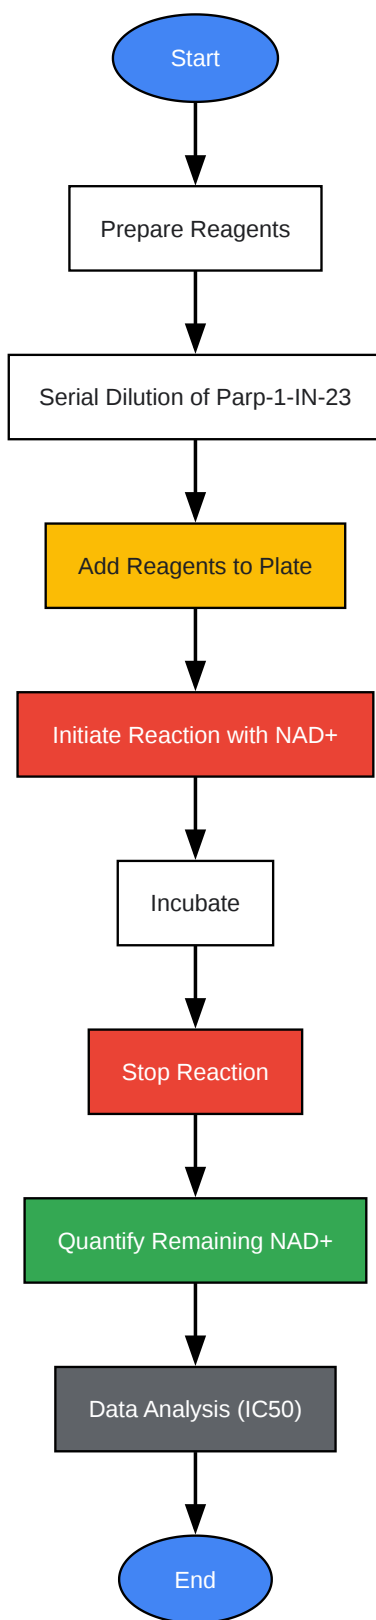 Start
Prepare Reagents
Serial Dilution of Parp-1-IN-23
Add Reagents to Plate
Initiate Reaction with NAD+
Incubate
Stop Reaction
Quantify Remaining NAD+
Data Analysis (IC50)
End